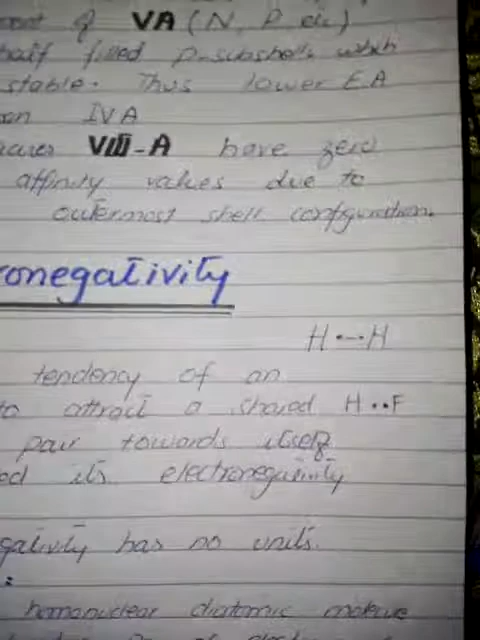 of VA (N, P etc)
half filled p-subshells which
stable. Thus lower E.A
IVA
VIII-A have zero
affinity values due to
outermost shell configuration.
ronegativity
H •-•• H
tendency of an
to attract a shared H •• F
pair towards itself
its electronegativity
gativity has no units.
:
homonuclear diatomic